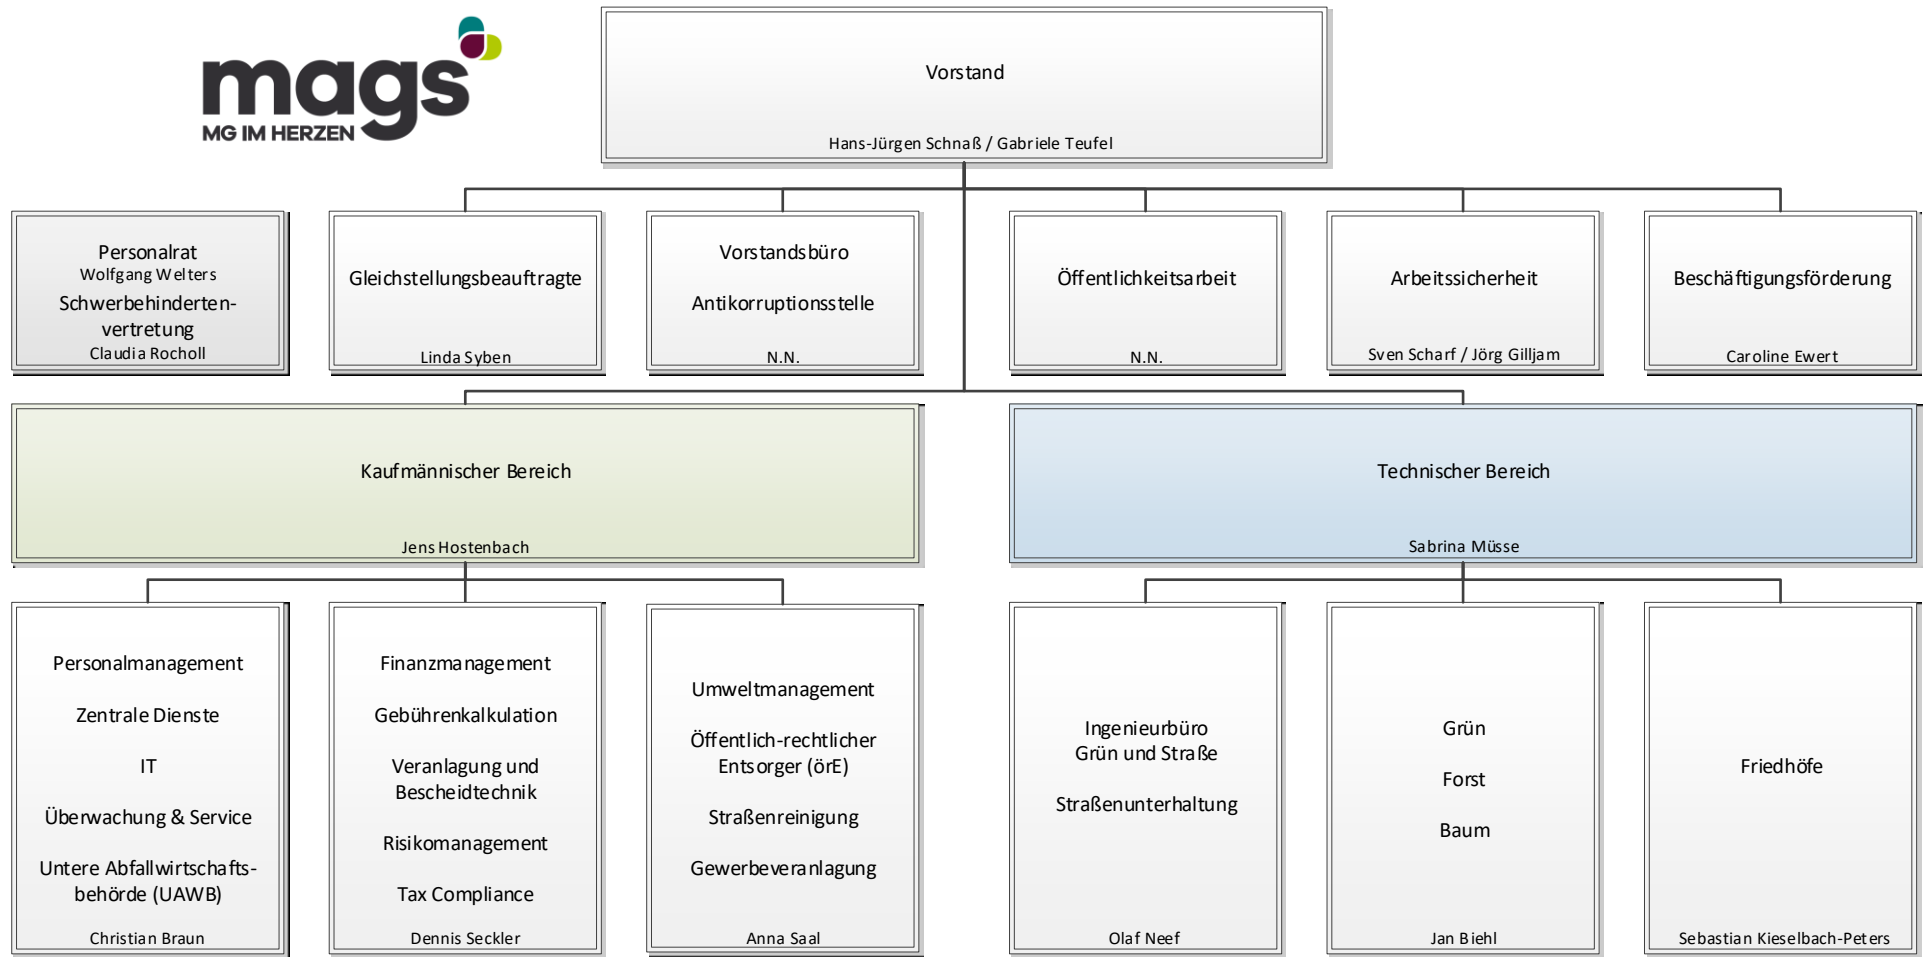 mags
MG IM HERZEN
Vorstand
Hans-Jürgen Schnaß / Gabriele Teufel
Personalrat
Wolfgang Welters
Schwerbehinderten-
vertretung
Claudia Rocholl
Gleichstellungsbeauftragte
Linda Syben
Vorstandsbüro
Antikorruptionsstelle
N.N.
Öffentlichkeitsarbeit
N.N.
Arbeitssicherheit
Sven Scharf / Jörg Gilljam
Beschäftigungsförderung
Caroline Ewert
Kaufmännischer Bereich
Jens Hostenbach
Technischer Bereich
Sabrina Müsse
Personalmanagement
Zentrale Dienste
IT
Überwachung & Service
Untere Abfallwirtschafts-
behörde (UAWB)
Christian Braun
Finanzmanagement
Gebührenkalkulation
Veranlagung und
Bescheidtechnik
Risikomanagement
Tax Compliance
Dennis Seckler
Umweltmanagement
Öffentlich-rechtlicher
Entsorger (örE)
Straßenreinigung
Gewerbeveranlagung
Anna Saal
Ingenieurbüro
Grün und Straße
Straßenunterhaltung
Olaf Neef
Grün
Forst
Baum
Jan Biehl
Friedhöfe
Sebastian Kieselbach-Peters